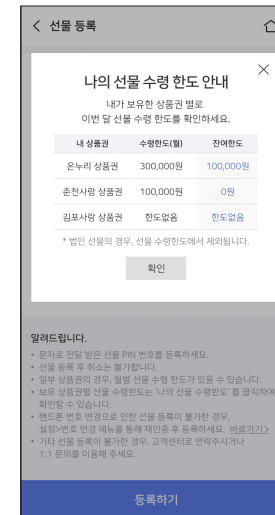 선물 등록
나의 선물 수령 한도 안내
내가 보유한 상품권 별로
이번 달 선물 수령 한도를 확인하세요.
내 상품권 수령한도(월) 잔여한도
온누리 상품권 300,000원 100,000원
춘천사랑 상품권 100,000원 0원
김포사랑 상품권 한도없음 한도없음
* 법인 선물의 경우, 선물 수령한도에서 제외됩니다.
확인
알려드립니다.
• 문자로 전달 받은 선물 PIN 번호를 등록하세요.
• 선물 등록 후 취소는 불가합니다.
• 일부 상품권의 경우, 월별 선물 수령 한도가 있을 수 있습니다.
• 보유 상품권별 선물 수령한도는 '나의 선물 수령한도' 를 클릭하여
확인할 수 있습니다.
• 핸드폰 번호 변경으로 인한 선물 등록이 불가한 경우,
설정>번호 변경 메뉴를 통해 재인증 후 등록하세요. 바로가기>
• 기타 선물 등록이 불가한 경우, 고객센터로 연락주시거나
1:1 문의를 이용해 주세요.
등록하기